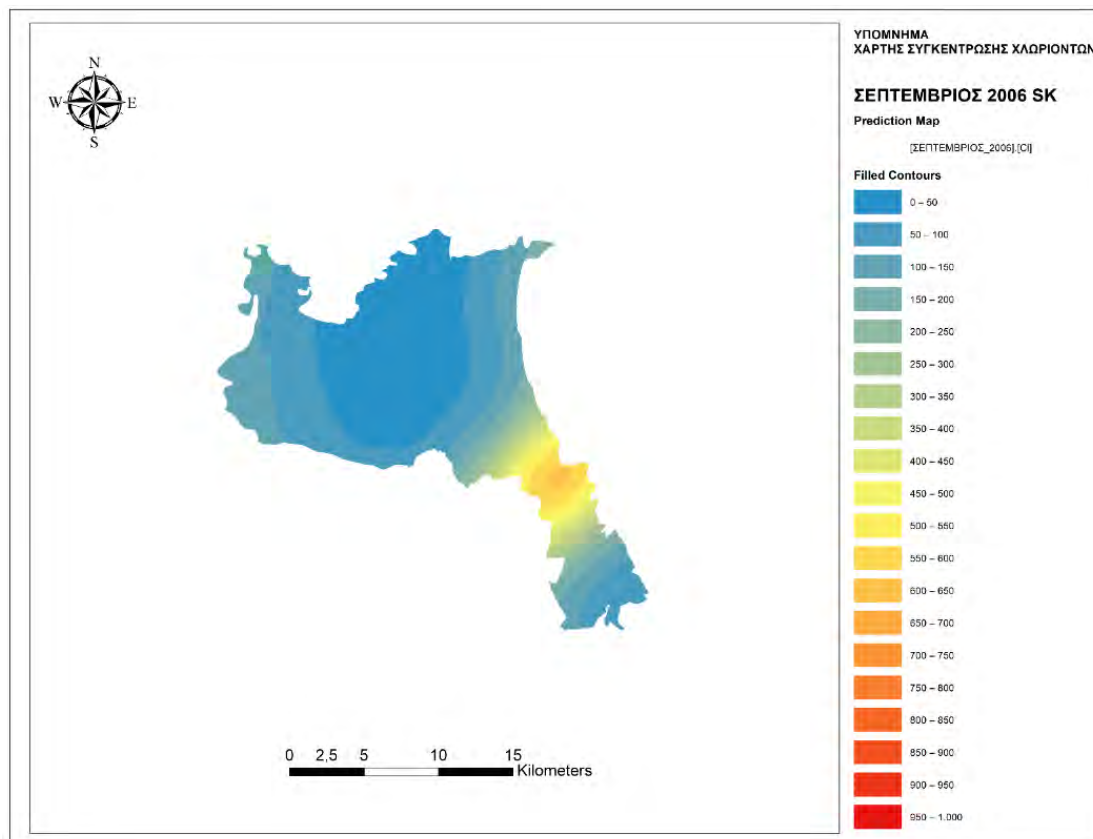 N
W E
S
ΥΠΟΜΝΗΜΑ
ΧΑΡΤΗΣ ΣΥΓΚΕΝΤΡΩΣΗΣ ΧΛΩΡΙΟΝΤΩΝ
ΣΕΠΤΕΜΒΡΙΟΣ 2006 SK
Prediction Map
[ΣΕΠΤΕΜΒΡΙΟΣ_2006].[Cl]
Filled Contours
0 – 50
50 – 100
100 – 150
150 – 200
200 – 250
250 – 300
300 – 350
350 – 400
400 – 450
450 – 500
500 – 550
550 – 600
600 – 650
650 – 700
700 – 750
750 – 800
800 – 850
850 – 900
900 – 950
950 – 1.000
0 2,5 5 10 15
Kilometers